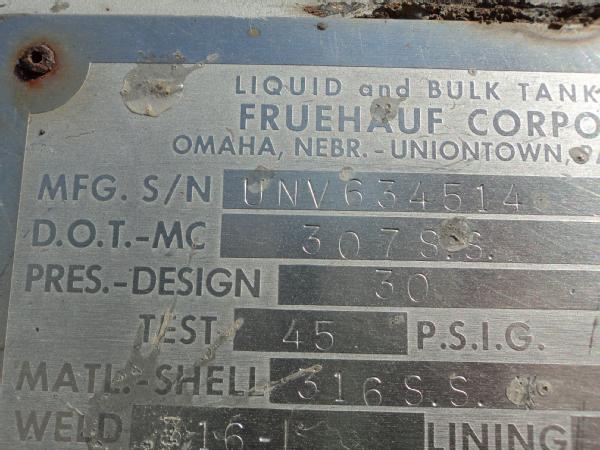 LIQUID and BULK TANK
FRUEHAUF CORPO
OMAHA, NEBR.-UNIONTOWN,
MFG. S/N UNV634514
D.O.T.-MC 307 S.S.
PRES.-DESIGN 30
TEST 45 P.S.I.G.
MATL.-SHELL 316 S.S.
WELD 316-L LINING